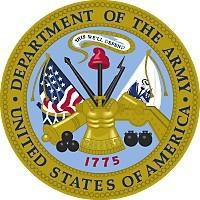 DEPARTMENT OF THE ARMY
THIS WE'LL DEFEND
1775
UNITED STATES OF AMERICA